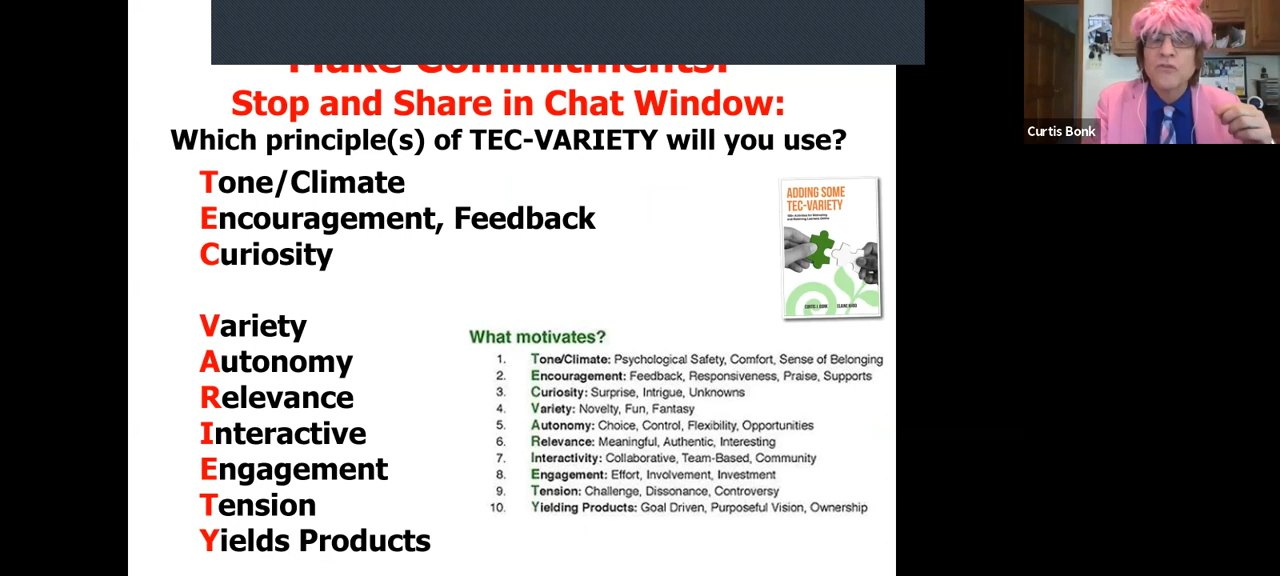 Make Commitments:
Stop and Share in Chat Window:
Which principle(s) of TEC-VARIETY will you use?
Tone/Climate
Encouragement, Feedback
Curiosity
Variety
Autonomy
Relevance
Interactive
Engagement
Tension
Yields Products
ADDING SOME
TEC-VARIETY
CURTIS J. BONK ELAINE KHOO
What motivates?
1. Tone/Climate: Psychological Safety, Comfort, Sense of Belonging
2. Encouragement: Feedback, Responsiveness, Praise, Supports
3. Curiosity: Surprise, Intrigue, Unknowns
4. Variety: Novelty, Fun, Fantasy
5. Autonomy: Choice, Control, Flexibility, Opportunities
6. Relevance: Meaningful, Authentic, Interesting
7. Interactivity: Collaborative, Team-Based, Community
8. Engagement: Effort, Involvement, Investment
9. Tension: Challenge, Dissonance, Controversy
10. Yielding Products: Goal Driven, Purposeful Vision, Ownership
Curtis Bonk